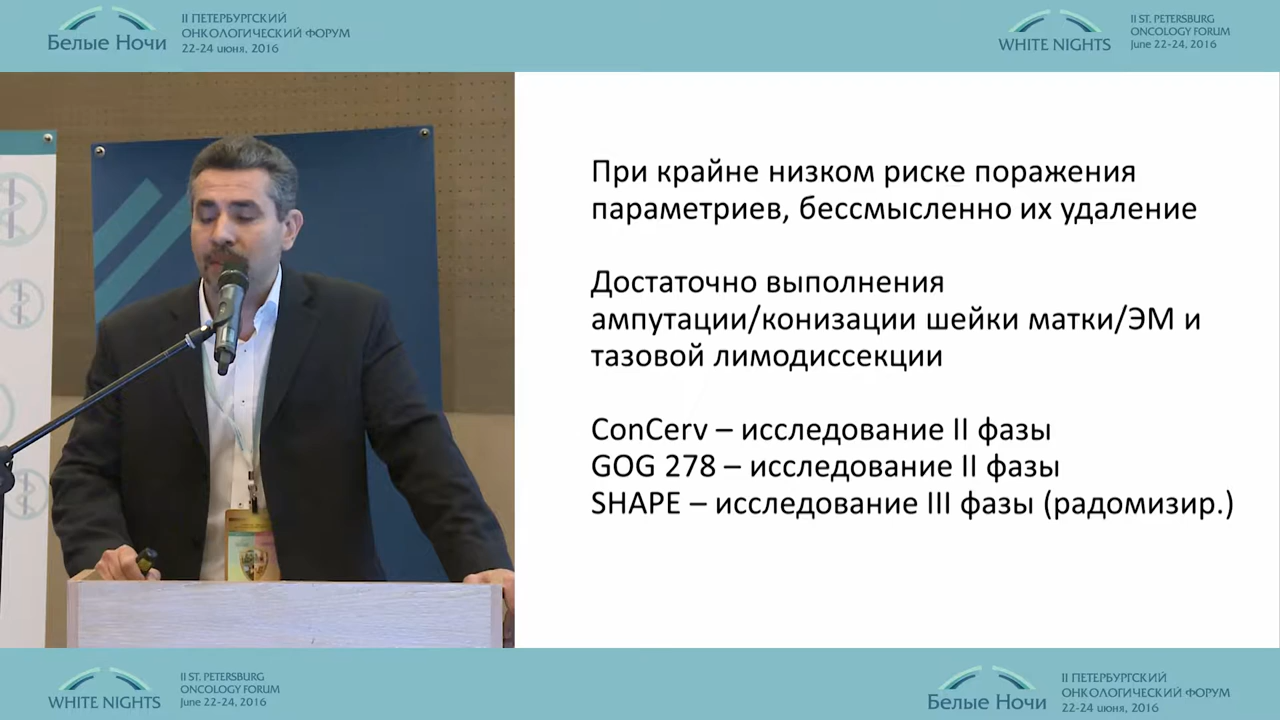 Белые Ночи
II ПЕТЕРБУРГСКИЙ
ОНКОЛОГИЧЕСКИЙ ФОРУМ
22-24 июня, 2016
WHITE NIGHTS
II ST. PETERSBURG
ONCOLOGY FORUM
June 22-24, 2016
При крайне низком риске поражения
параметриев, бессмысленно их удаление
Достаточно выполнения
ампутации/конизации шейки матки/ЭМ и
тазовой лимодиссекции
ConCerv – исследование II фазы
GOG 278 – исследование II фазы
SHAPE – исследование III фазы (радомизир.)
WHITE NIGHTS
II ST. PETERSBURG
ONCOLOGY FORUM
June 22-24, 2016
Белые Ночи
II ПЕТЕРБУРГСКИЙ
ОНКОЛОГИЧЕСКИЙ ФОРУМ
22-24 июня, 2016